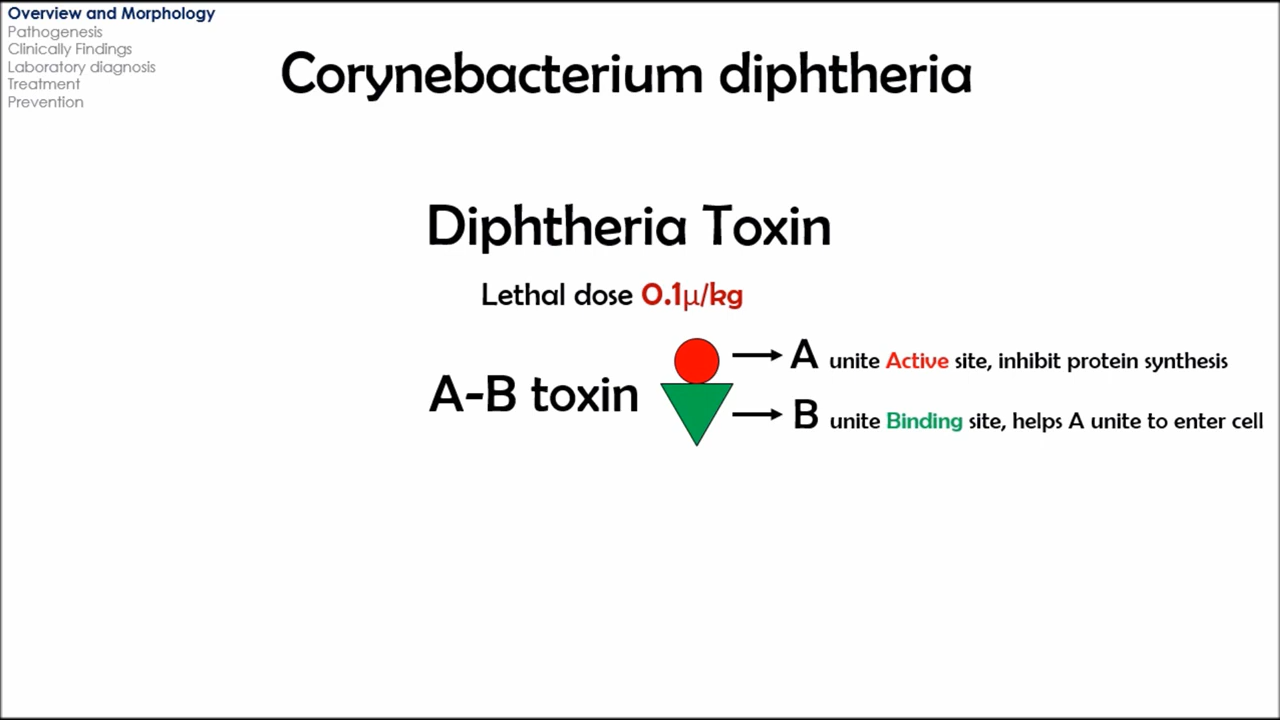 Overview and Morphology
Pathogenesis
Clinically Findings
Laboratory diagnosis
Treatment
Prevention
Corynebacterium diphtheria
Diphtheria Toxin
Lethal dose 0.1μ/kg
A-B toxin
A unite Active site, inhibit protein synthesis
B unite Binding site, helps A unite to enter cell